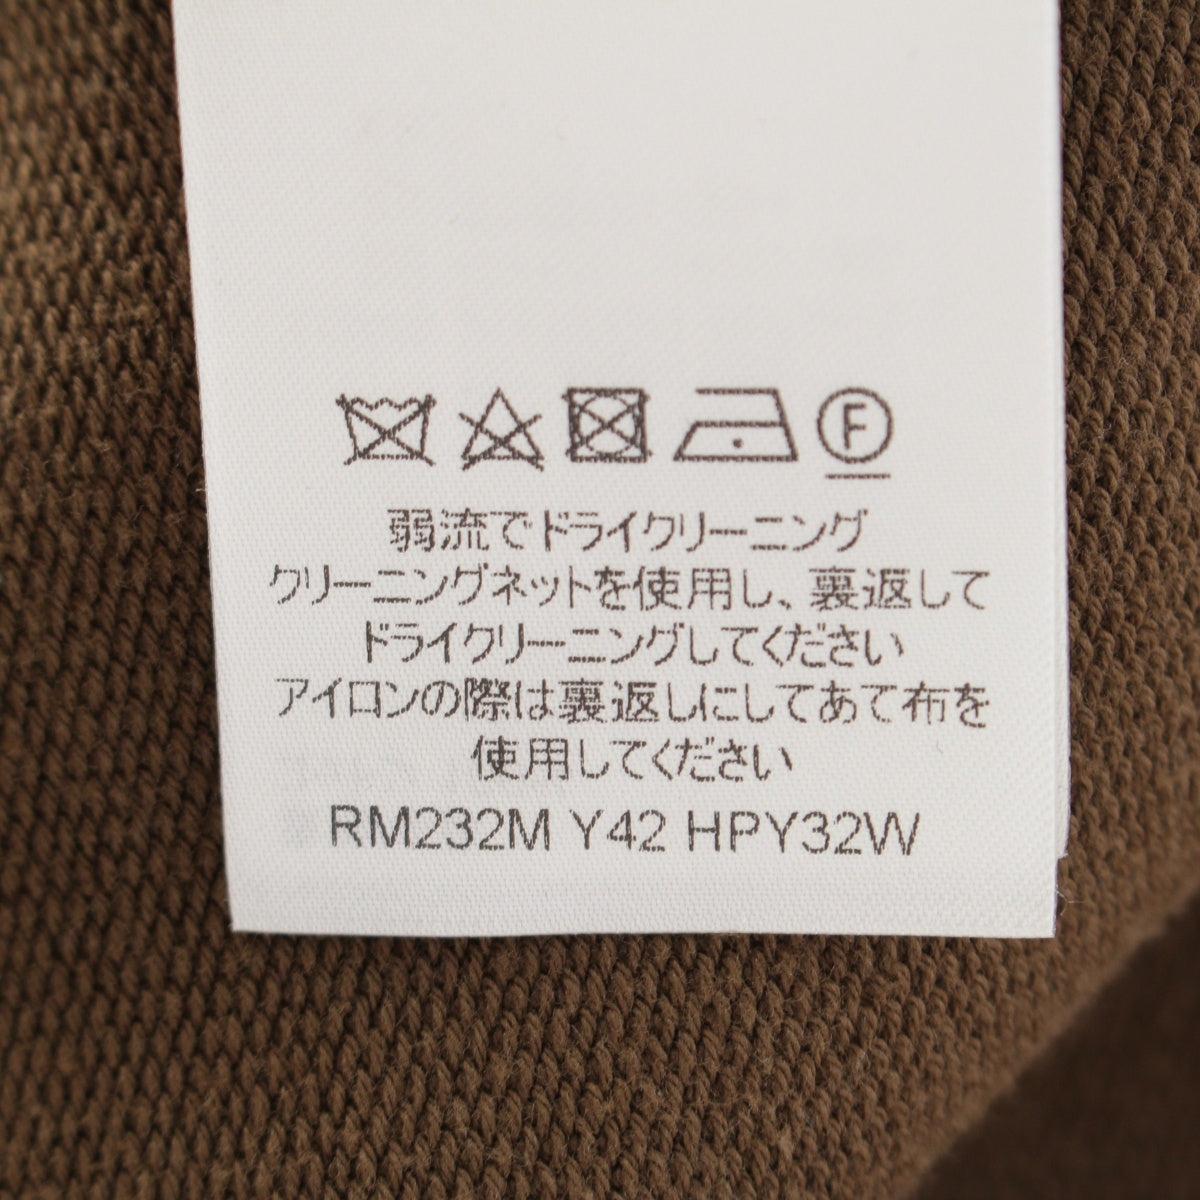 F
弱流でドライクリーニング
クリーニングネットを使用し、裏返して
ドライクリーニングしてください
アイロンの際は裏返しにしてあて布を
使用してください
RM232M Y42 HPY32W